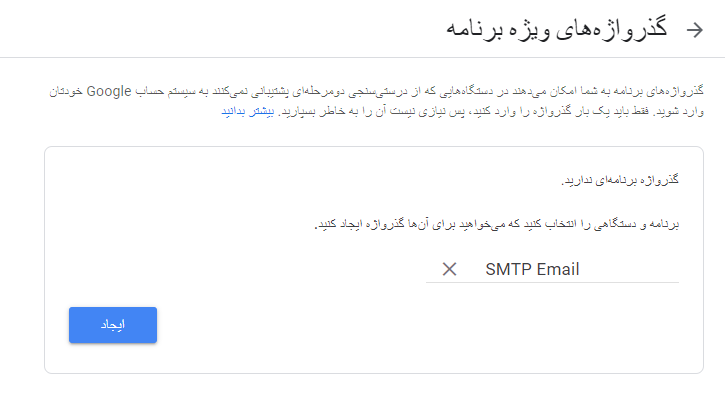 گذرواژه‌های ویژه برنامه
گذرواژه‌های برنامه به شما امکان می‌دهند در دستگاه‌هایی که از درستی‌سنجی دومرحله‌ای پشتیبانی نمی‌کنند به سیستم حساب Google خودتان
وارد شوید. فقط باید یک بار گذرواژه را وارد کنید، پس نیازی نیست آن را به خاطر بسپارید. بیشتر بدانید
گذرواژه برنامه‌ای ندارید.
برنامه و دستگاهی را انتخاب کنید که می‌خواهید برای آن‌ها گذرواژه ایجاد کنید.
SMTP Email
ایجاد